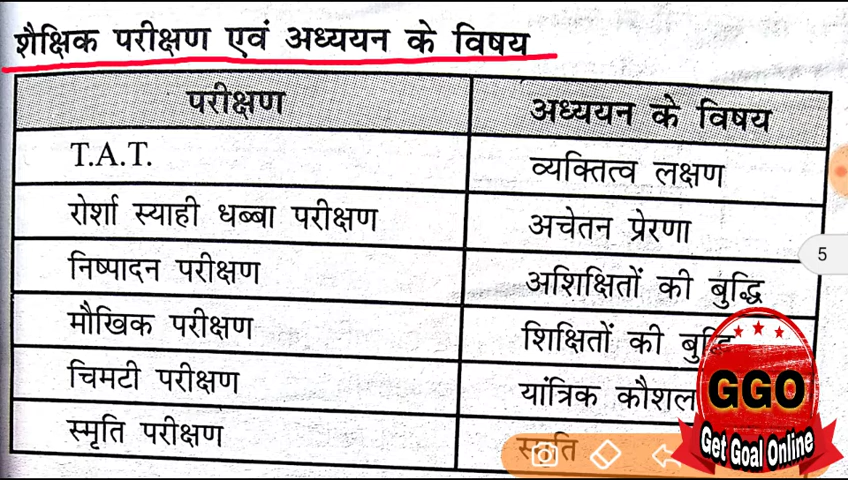 शैक्षिक परीक्षण एवं अध्ययन के विषय
परीक्षण अध्ययन के विषय
T.A.T. व्यक्तित्व लक्षण
रोर्शा स्याही धब्बा परीक्षण अचेतन प्रेरणा
निष्पादन परीक्षण अशिक्षितों की बुद्धि
5
मौखिक परीक्षण शिक्षितों की बुद्धि
चिमटी परीक्षण यांत्रिक कौशल
स्मृति परीक्षण
GGO
Get Goal Online